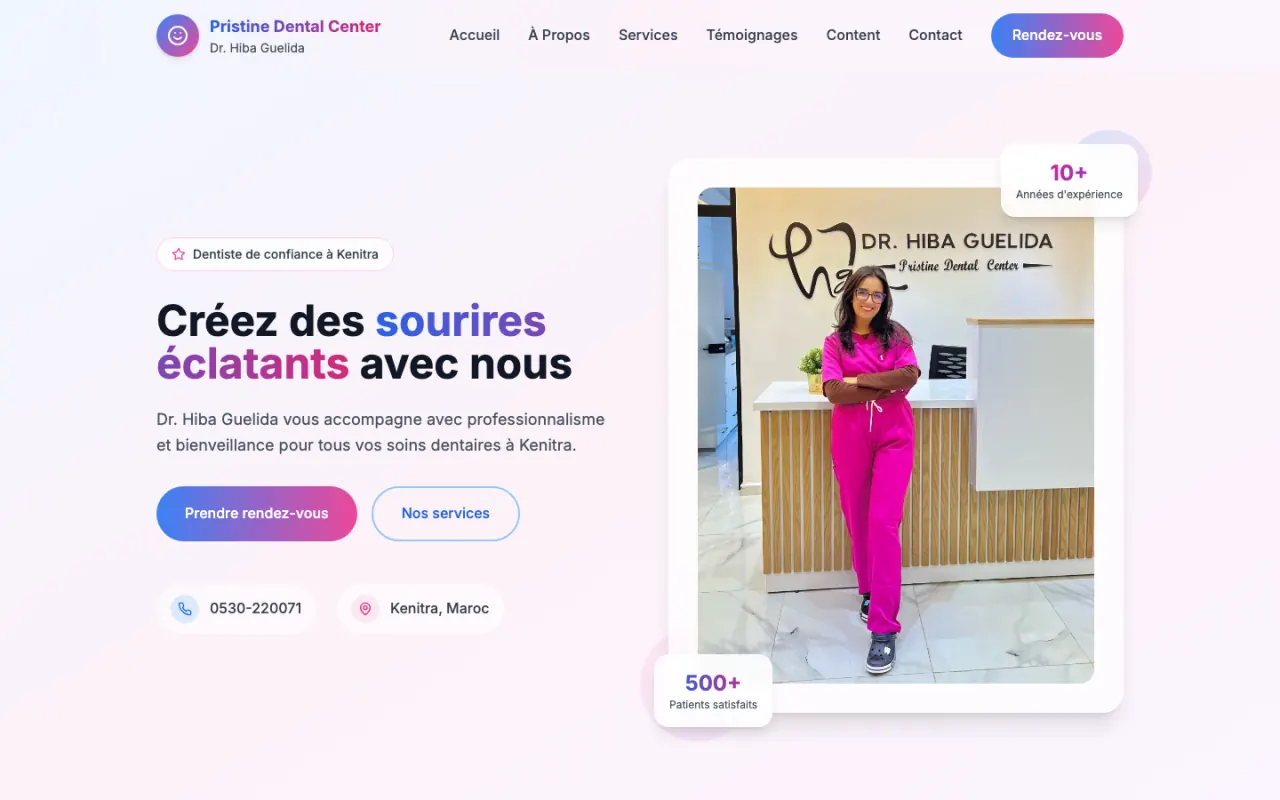 Pristine Dental Center
Dr. Hiba Guelida
Accueil
À Propos
Services
Témoignages
Content
Contact
Rendez-vous
Dentiste de confiance à Kenitra
Créez des sourires
éclatants avec nous
Dr. Hiba Guelida vous accompagne avec professionnalisme
et bienveillance pour tous vos soins dentaires à Kenitra.
Prendre rendez-vous
Nos services
0530-220071
Kenitra, Maroc
10+
Années d'expérience
DR. HIBA GUELIDA
Pristine Dental Center
500+
Patients satisfaits